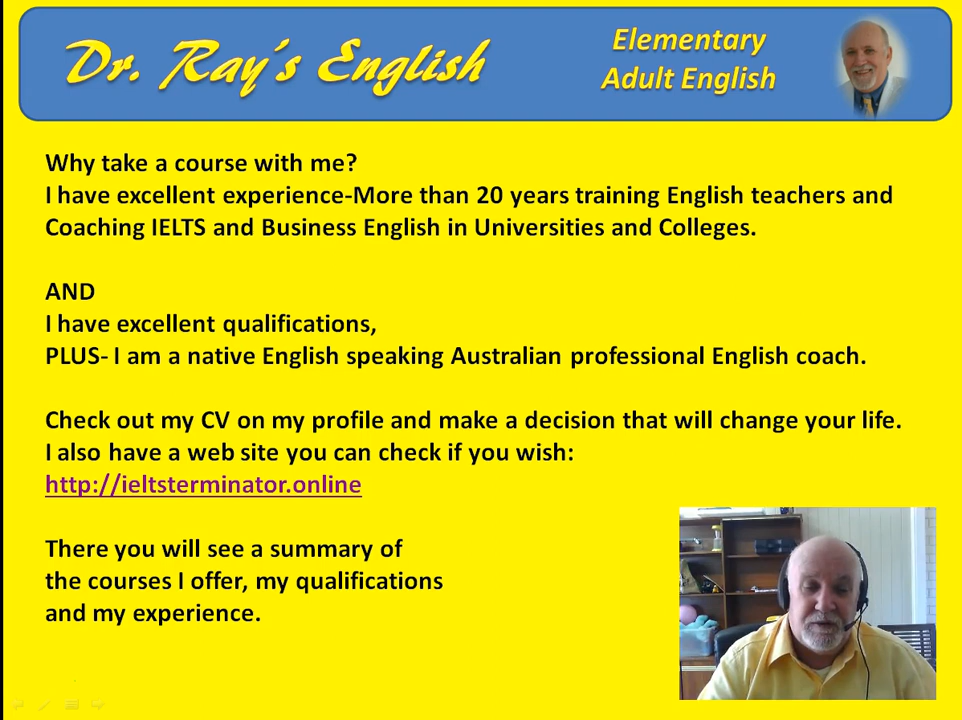 Dr. Ray's English
Elementary
Adult English
Why take a course with me?
I have excellent experience-More than 20 years training English teachers and
Coaching IELTS and Business English in Universities and Colleges.
AND
I have excellent qualifications,
PLUS- I am a native English speaking Australian professional English coach.
Check out my CV on my profile and make a decision that will change your life.
I also have a web site you can check if you wish:
http://ieltsterminator.online
There you will see a summary of
the courses I offer, my qualifications
and my experience.